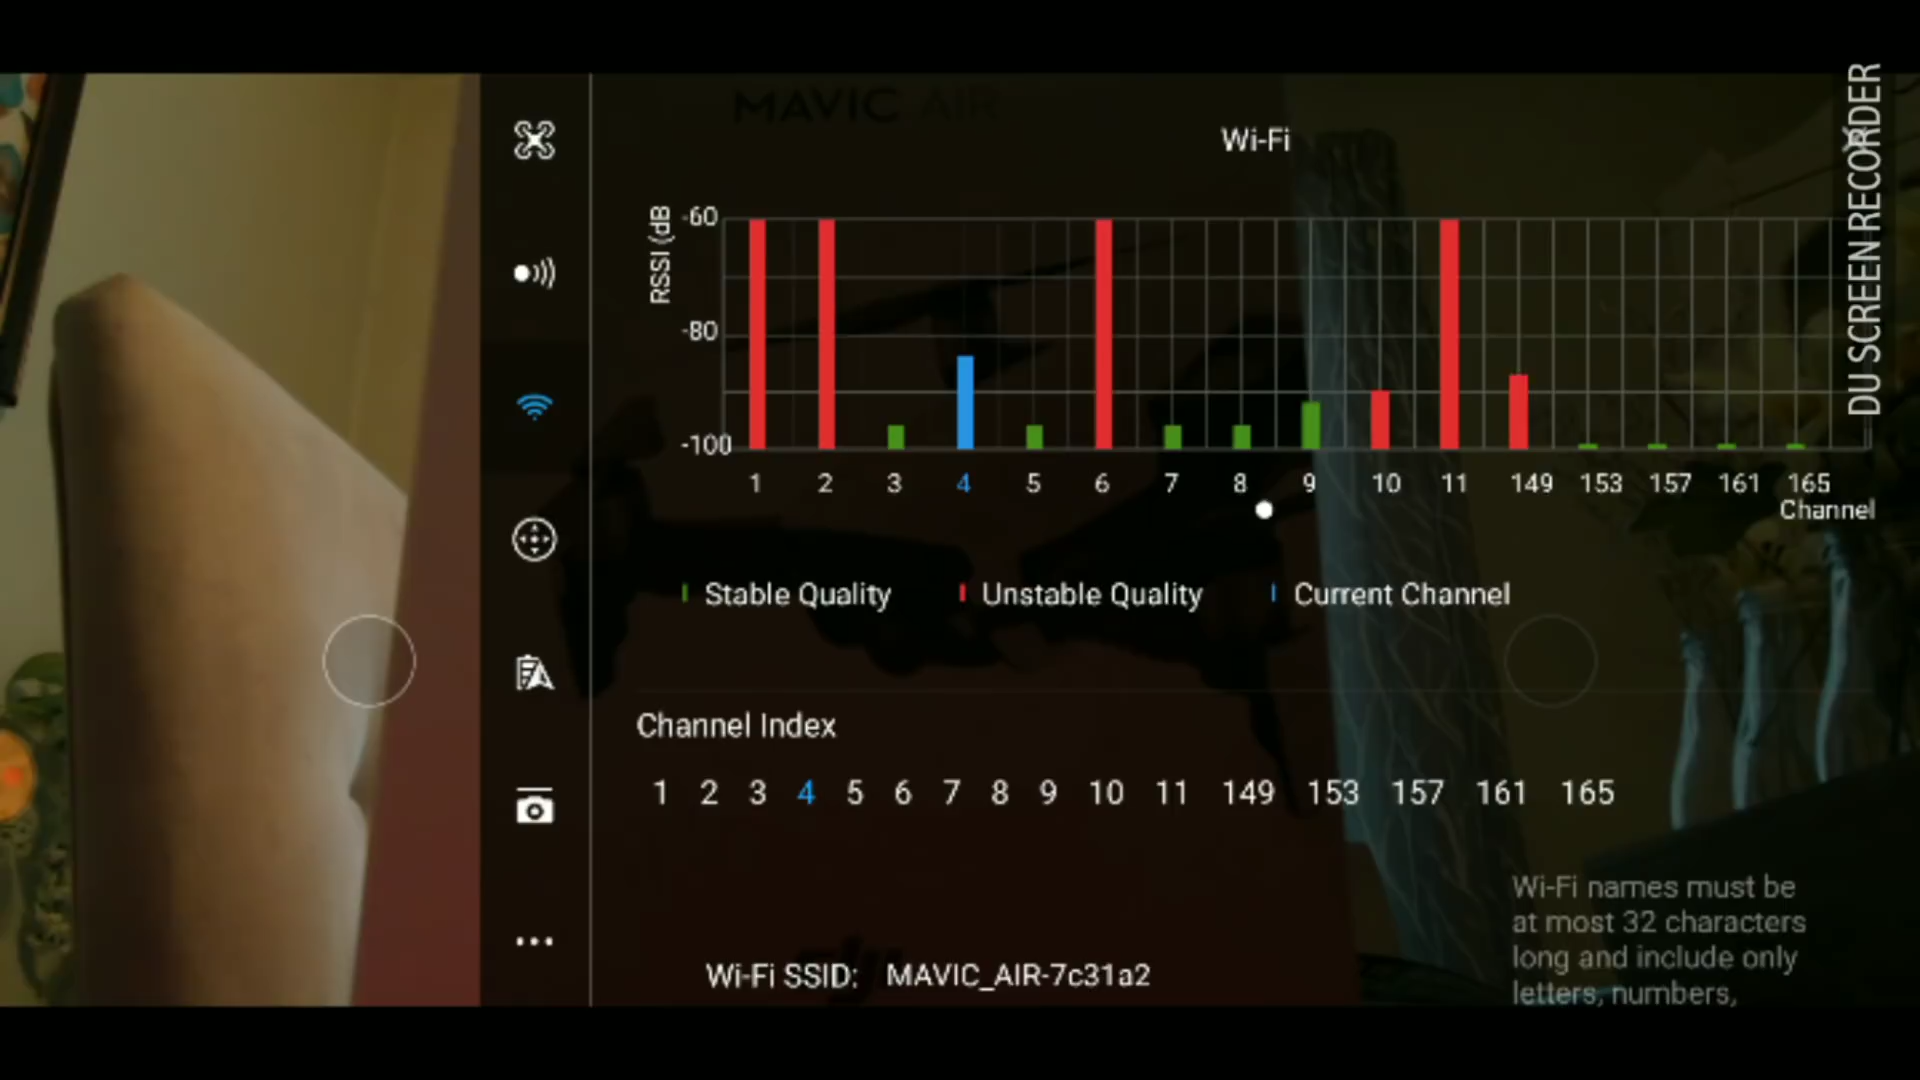 MAVIC AIR
Wi-Fi
DU SCREEN RECORDER
RSSI (dB
-60
-80
-100
1 2 3 4 5 6 7 8 9 10 11 149 153 157 161 165
Channel
Stable Quality Unstable Quality Current Channel
Channel Index
1 2 3 4 5 6 7 8 9 10 11 149 153 157 161 165
Wi-Fi names must be
at most 32 characters
long and include only
letters, numbers,
Wi-Fi SSID: MAVIC_AIR-7c31a2
dji